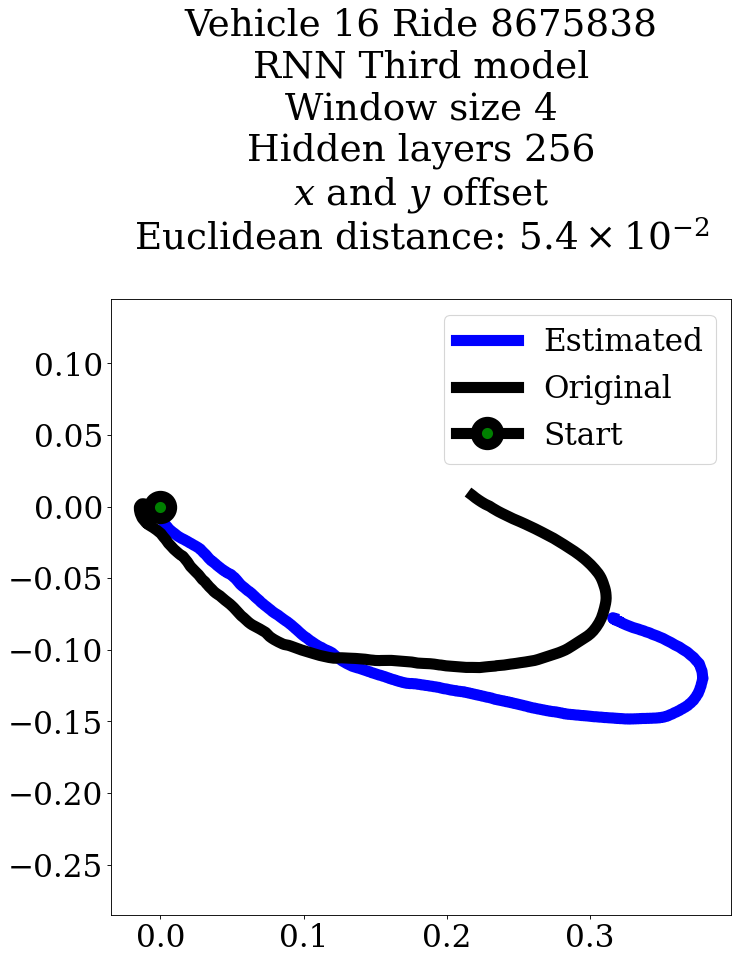 Vehicle 16 Ride 8675838
RNN Third model
Window size 4
Hidden layers 256
x and y offset
Euclidean distance: 5.4 × 10⁻²
Estimated
Original
Start
0.10
0.05
0.00
−0.05
−0.10
−0.15
−0.20
−0.25
0.0 0.1 0.2 0.3